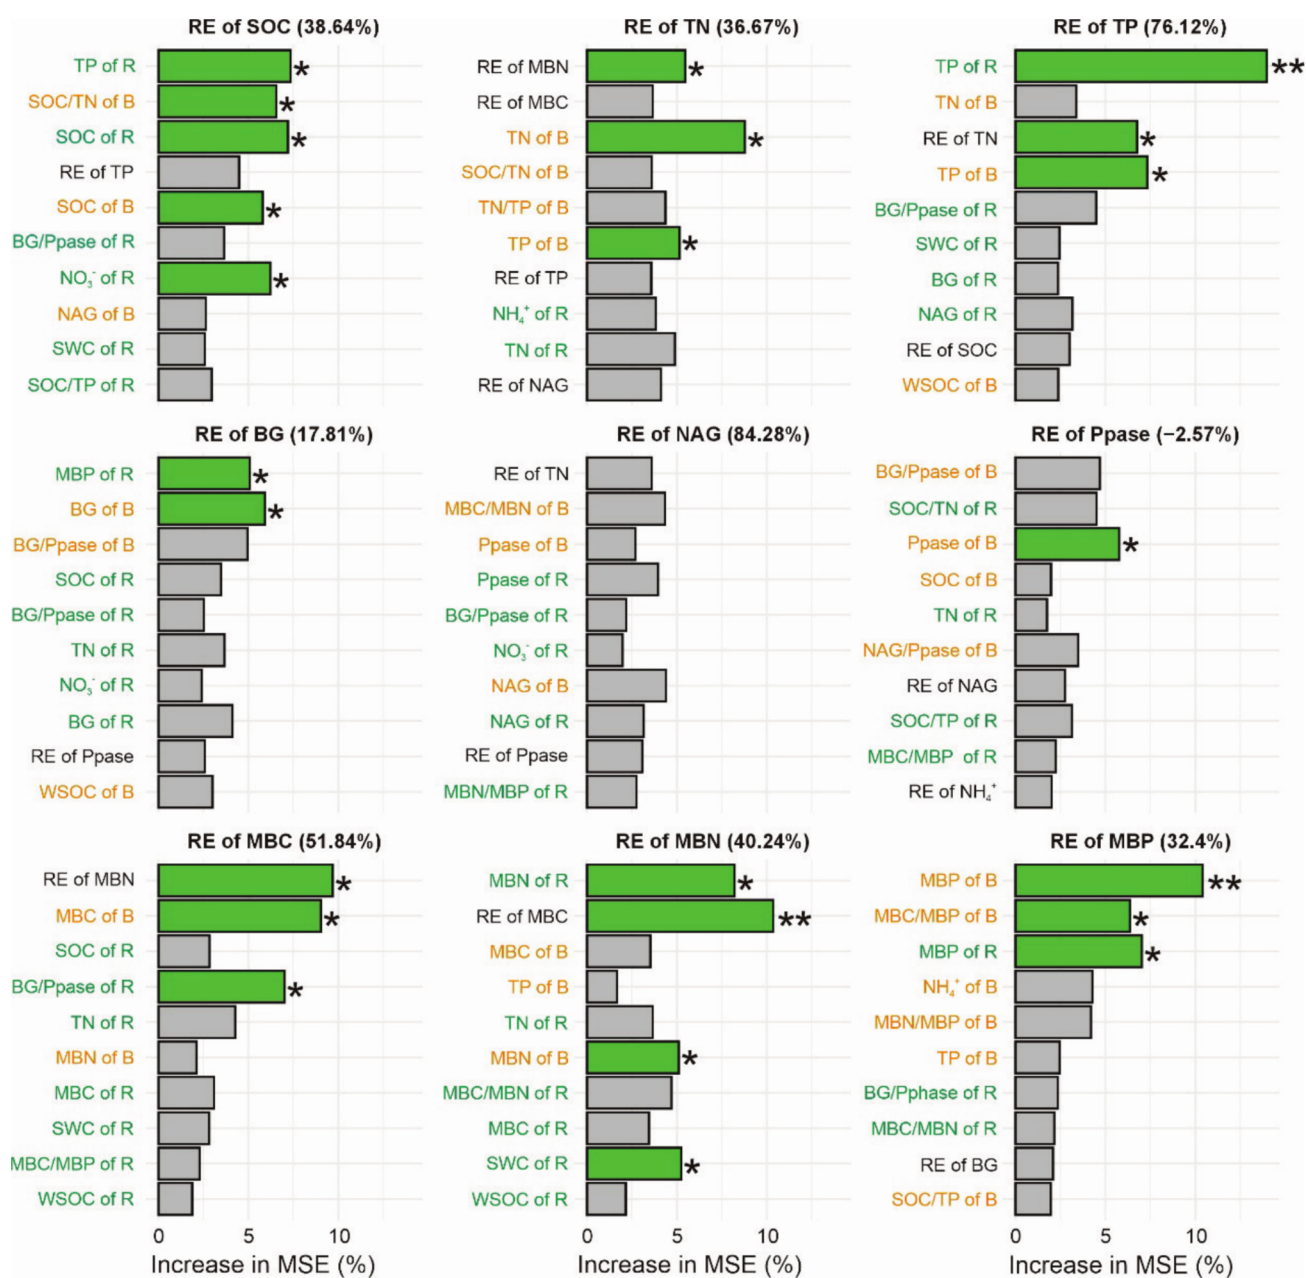 RE of SOC (38.64%)
TP of R
*
SOC/TN of B
*
SOC of R
*
RE of TP
SOC of B
*
BG/Ppase of R
NO₃⁻ of R
*
NAG of B
SWC of R
SOC/TP of R
RE of TN (36.67%)
RE of MBN
*
RE of MBC
TN of B
*
SOC/TN of B
TN/TP of B
TP of B
*
RE of TP
NH₄⁺ of R
TN of R
RE of NAG
RE of TP (76.12%)
TP of R
**
TN of B
RE of TN
*
TP of B
*
BG/Ppase of R
SWC of R
BG of R
NAG of R
RE of SOC
WSOC of B
RE of BG (17.81%)
MBP of R
*
BG of B
*
BG/Ppase of B
SOC of R
BG/Ppase of R
TN of R
NO₃⁻ of R
BG of R
RE of Ppase
WSOC of B
RE of NAG (84.28%)
RE of TN
MBC/MBN of B
Ppase of B
Ppase of R
BG/Ppase of R
NO₃⁻ of R
NAG of B
NAG of R
RE of Ppase
MBN/MBP of R
RE of Ppase (−2.57%)
BG/Ppase of B
SOC/TN of R
Ppase of B
*
SOC of B
TN of R
NAG/Ppase of B
RE of NAG
SOC/TP of R
MBC/MBP of R
RE of NH₄⁺
RE of MBC (51.84%)
RE of MBN
*
MBC of B
*
SOC of R
BG/Ppase of R
*
TN of R
MBN of B
MBC of R
SWC of R
MBC/MBP of R
WSOC of R
0 5 10
Increase in MSE (%)
RE of MBN (40.24%)
MBN of R
*
RE of MBC
**
MBC of B
TP of B
TN of R
MBN of B
*
MBC/MBN of R
MBC of R
SWC of R
*
WSOC of R
0 5 10
Increase in MSE (%)
RE of MBP (32.4%)
MBP of B
**
MBC/MBP of B
*
MBP of R
*
NH₄⁺ of B
MBN/MBP of B
TP of B
BG/Pphase of R
MBC/MBN of R
RE of BG
SOC/TP of B
0 5 10
Increase in MSE (%)